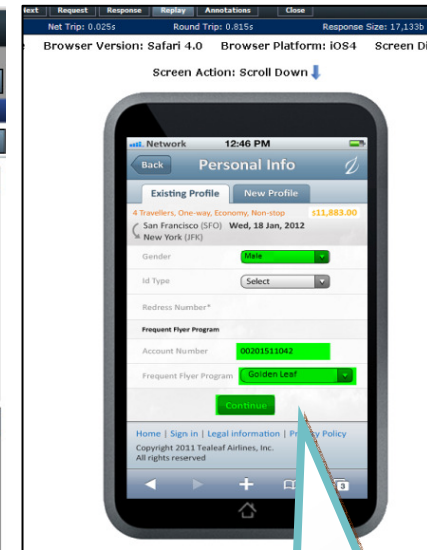 Next Request Response Replay Annotations Close
Net Trip: 0.025s Round Trip: 0.815s Response Size: 17,133b
Browser Version: Safari 4.0 Browser Platform: iOS4 Screen Di
Screen Action: Scroll Down
Network 12:46 PM
Back Personal Info
Existing Profile New Profile
4 Travellers, One-way, Economy, Non-stop $11,883.00
San Francisco (SFO) Wed, 18 Jan, 2012
New York (JFK)
Gender Male
Id Type Select
Redress Number*
Frequent Flyer Program
Account Number 00201511042
Frequent Flyer Program Golden Leaf
Continue
Home | Sign in | Legal information | Privacy Policy
Copyright 2011 Tealeaf Airlines, Inc.
All rights reserved
3